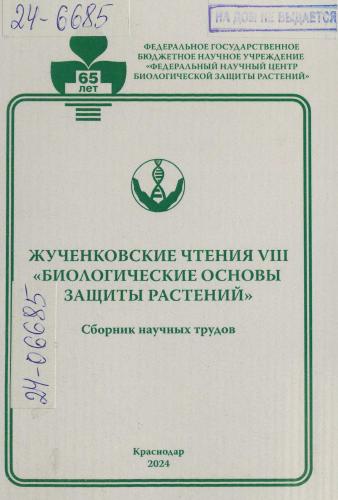 24-6685
НА ДОМ НЕ ВЫДАЕТСЯ
65
лет
ФЕДЕРАЛЬНОЕ ГОСУДАРСТВЕННОЕ
БЮДЖЕТНОЕ НАУЧНОЕ УЧРЕЖДЕНИЕ
«ФЕДЕРАЛЬНЫЙ НАУЧНЫЙ ЦЕНТР
БИОЛОГИЧЕСКОЙ ЗАЩИТЫ РАСТЕНИЙ»
ЖУЧЕНКОВСКИЕ ЧТЕНИЯ VIII
«БИОЛОГИЧЕСКИЕ ОСНОВЫ
ЗАЩИТЫ РАСТЕНИЙ»
Сборник научных трудов
24-06685
Краснодар
2024